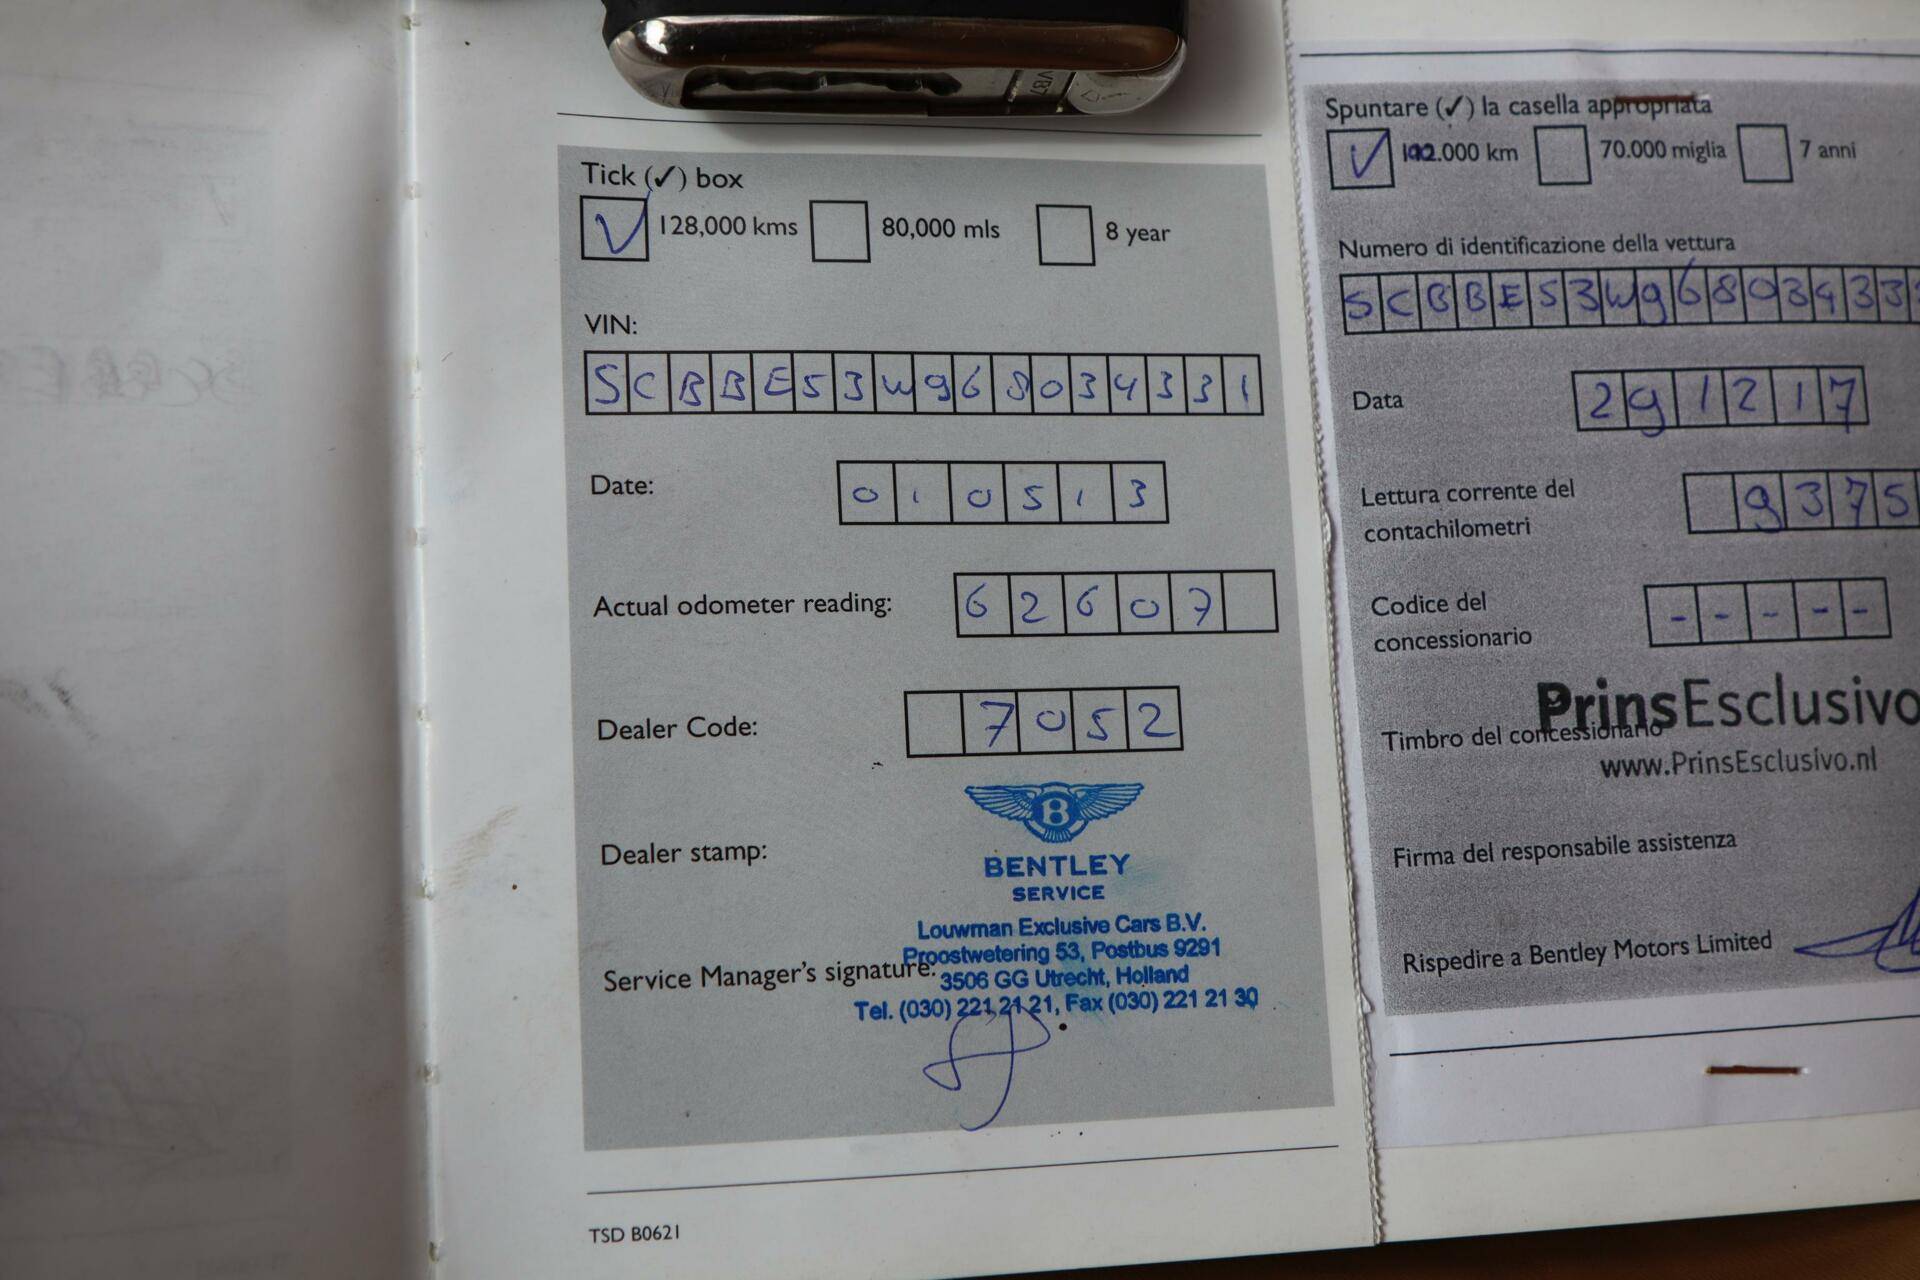 Tick (✓) box
128,000 kms 80,000 mls 8 year
VIN:
SCBBE53W968034331
Date:
010513
Actual odometer reading:
62607
Dealer Code:
7052
Dealer stamp:
B
BENTLEY
SERVICE
Louwman Exclusive Cars B.V.
Proostwetering 53, Postbus 9291
3506 GG Utrecht, Holland
Tel. (030) 221 21 21, Fax (030) 221 21 30
Service Manager's signature:
TSD B0621
Spuntare (✓) la casella appropriata
.000 km 70.000 miglia 7 anni
Numero di identificazione della vettura
SCBBE53W96803433
Data
291217
Lettura corrente del
contachilometri
9375
Codice del
concessionario
- - - - -
PrinsEsclusivo
Timbro del concessionario
www.PrinsEsclusivo.nl
Firma del responsabile assistenza
Rispedire a Bentley Motors Limited